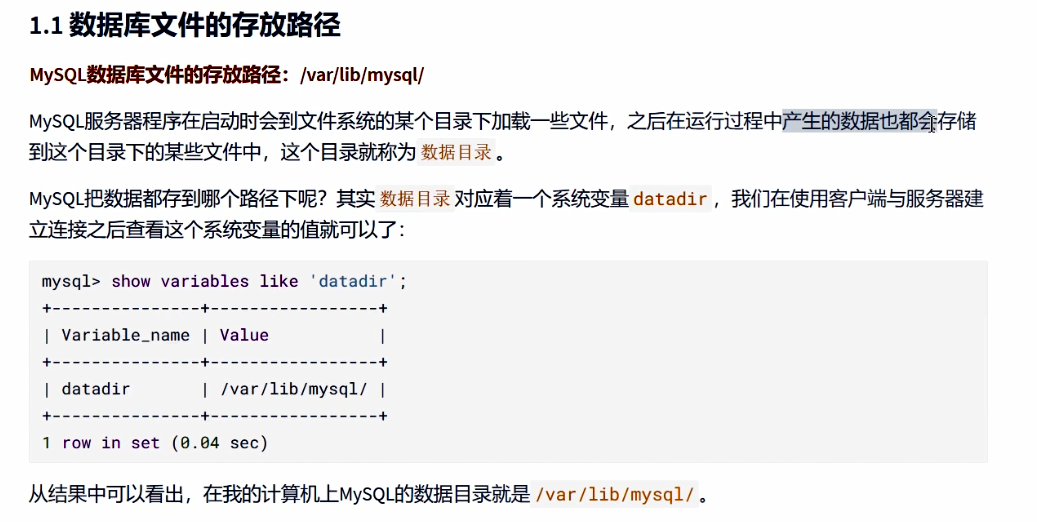 1.1 数据库文件的存放路径
MySQL数据库文件的存放路径：/var/lib/mysql/
MySQL服务器程序在启动时会到文件系统的某个目录下加载一些文件，之后在运行过程中产生的数据也都会存储
到这个目录下的某些文件中，这个目录就称为 数据目录 。
MySQL把数据都存到哪个路径下呢？其实 数据目录 对应着一个系统变量 datadir ，我们在使用客户端与服务器建
立连接之后查看这个系统变量的值就可以了：
mysql> show variables like 'datadir';
+---------------+-----------------+
| Variable_name | Value           |
+---------------+-----------------+
| datadir       | /var/lib/mysql/ |
+---------------+-----------------+
1 row in set (0.04 sec)
从结果中可以看出，在我的计算机上MySQL的数据目录就是 /var/lib/mysql/ 。